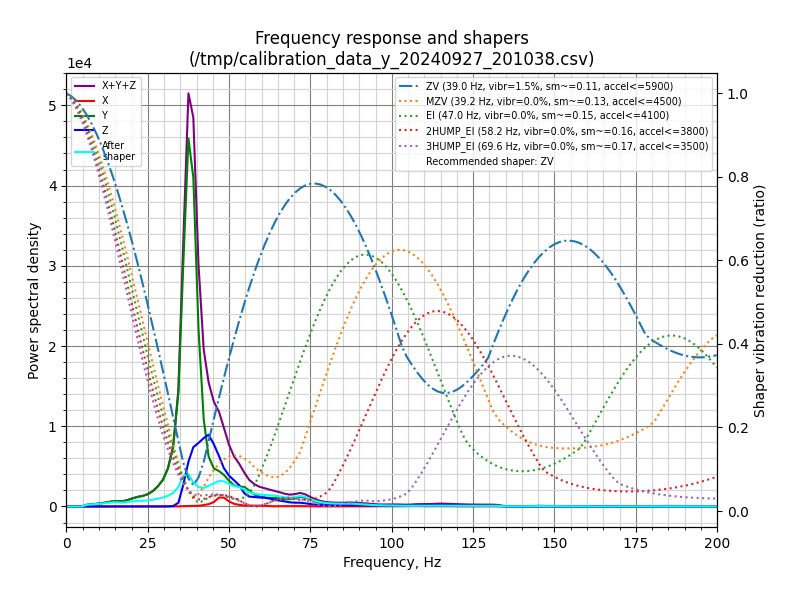 Frequency response and shapers
(/tmp/calibration_data_y_20240927_201038.csv)
1e4
X+Y+Z
X
Y
Z
After
shaper
ZV (39.0 Hz, vibr=1.5%, sm~=0.11, accel<=5900)
MZV (39.2 Hz, vibr=0.0%, sm~=0.13, accel<=4500)
EI (47.0 Hz, vibr=0.0%, sm~=0.15, accel<=4100)
2HUMP_EI (58.2 Hz, vibr=0.0%, sm~=0.16, accel<=3800)
3HUMP_EI (69.6 Hz, vibr=0.0%, sm~=0.17, accel<=3500)
Recommended shaper: ZV
5
4
3
2
1
0
Power spectral density
1.0
0.8
0.6
0.4
0.2
0.0
Shaper vibration reduction (ratio)
0 25 50 75 100 125 150 175 200
Frequency, Hz